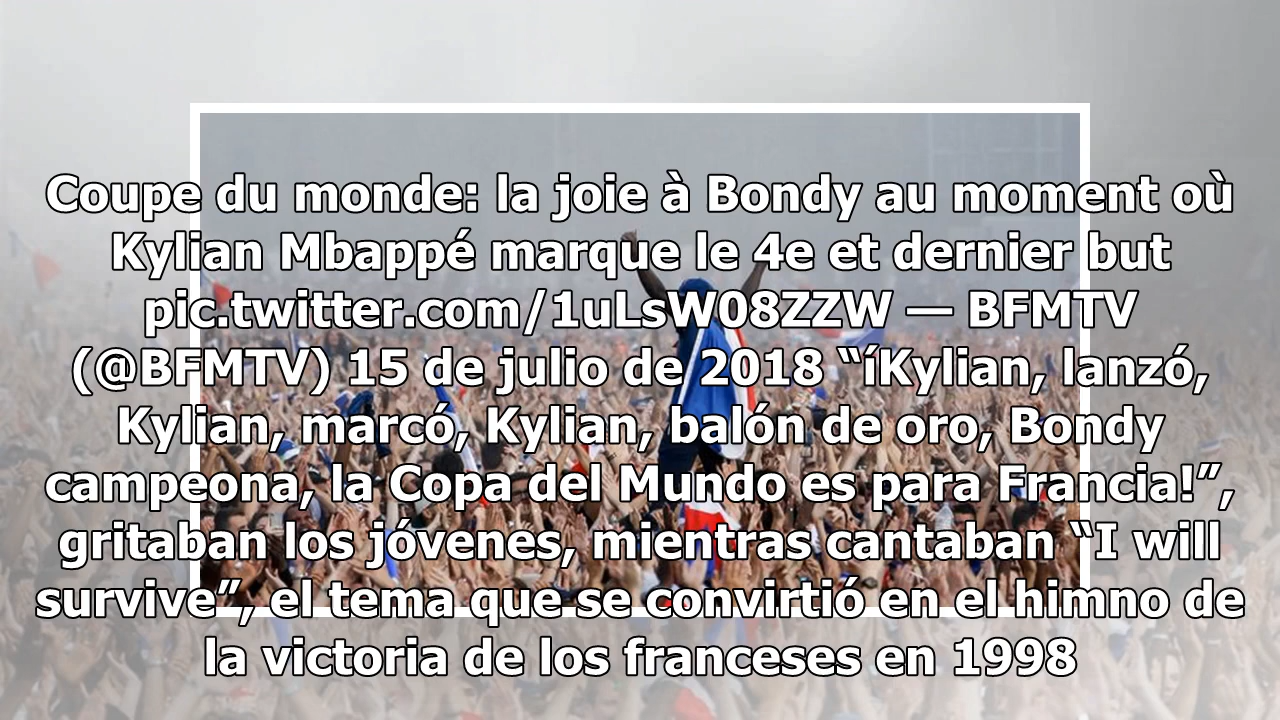 Coupe du monde: la joie à Bondy au moment où
Kylian Mbappé marque le 4e et dernier but
pic.twitter.com/1uLsW08ZZW — BFMTV
(@BFMTV) 15 de julio de 2018 “íKylian, lanzó,
Kylian, marcó, Kylian, balón de oro, Bondy
campeona, la Copa del Mundo es para Francia!”,
gritaban los jóvenes, mientras cantaban “I will
survive”, el tema que se convirtió en el himno de
la victoria de los franceses en 1998